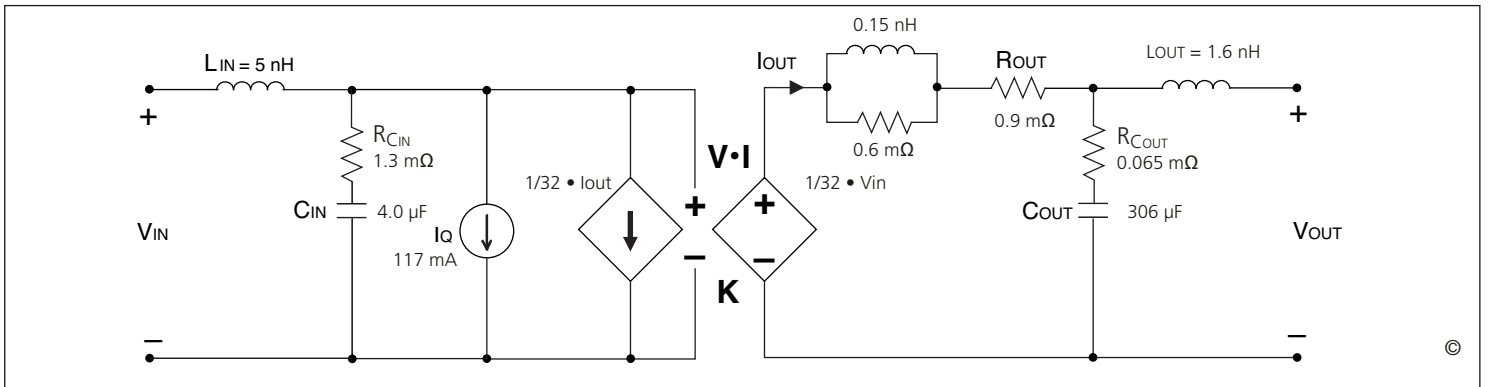 LIN = 5 nH
+
RCIN
1.3 mΩ
CIN
4.0 µF
VIN
IQ
117 mA
1/32 • Iout
+
–
V•I
K
1/32 • Vin
+
–
IOUT
0.15 nH
0.6 mΩ
ROUT
0.9 mΩ
LOUT = 1.6 nH
RCOUT
0.065 mΩ
COUT
306 µF
+
VOUT
–
–
©